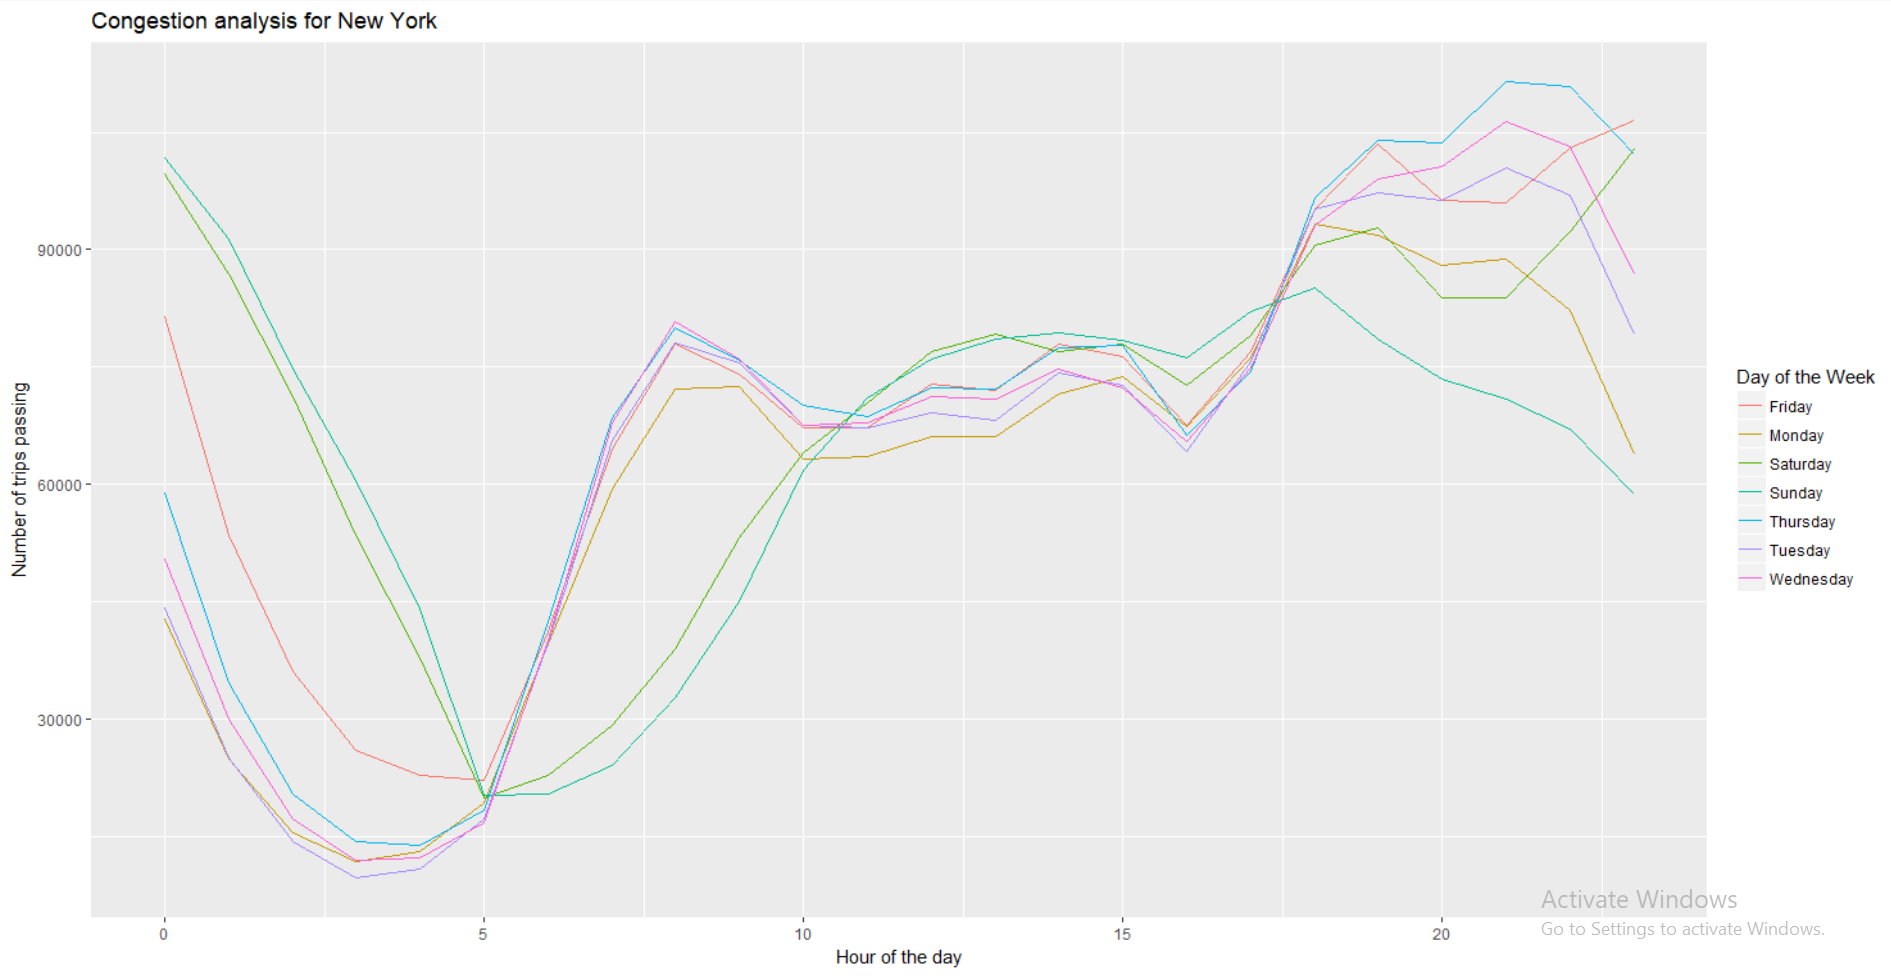 Congestion analysis for New York
Number of trips passing
90000
60000
30000
0
5
10
15
20
Hour of the day
Day of the Week
Friday
Monday
Saturday
Sunday
Thursday
Tuesday
Wednesday
Activate Windows
Go to Settings to activate Windows.